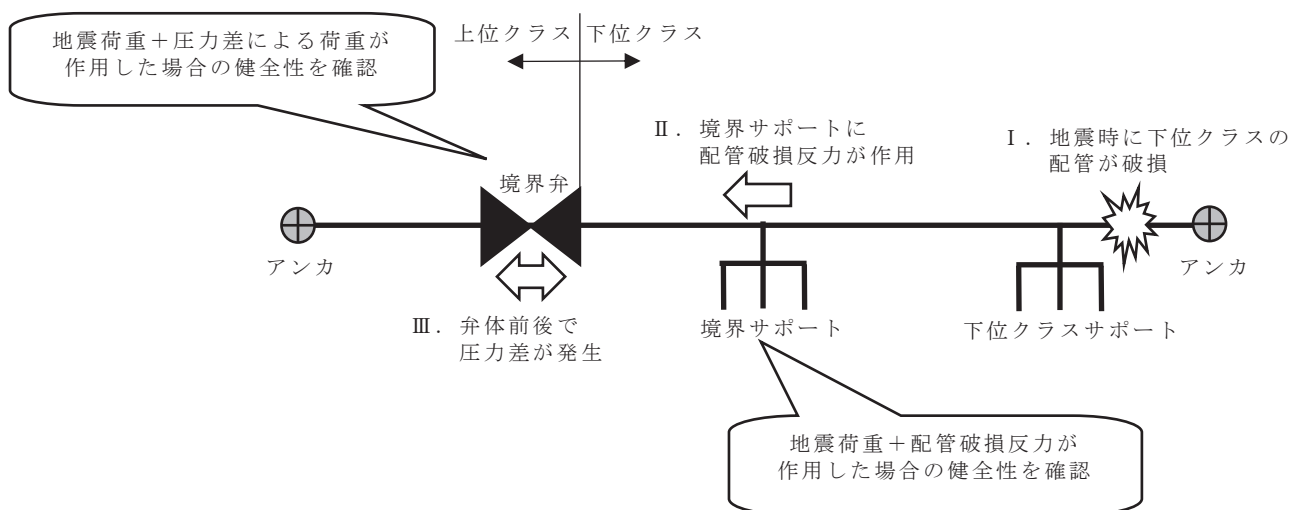 地震荷重＋圧力差による荷重が
作用した場合の健全性を確認
上位クラス 下位クラス
Ⅱ．境界サポートに
配管破損反力が作用
Ⅰ．地震時に下位クラスの
配管が破損
境界弁
アンカ
アンカ
Ⅲ．弁体前後で
圧力差が発生
境界サポート
下位クラスサポート
地震荷重＋配管破損反力が
作用した場合の健全性を確認